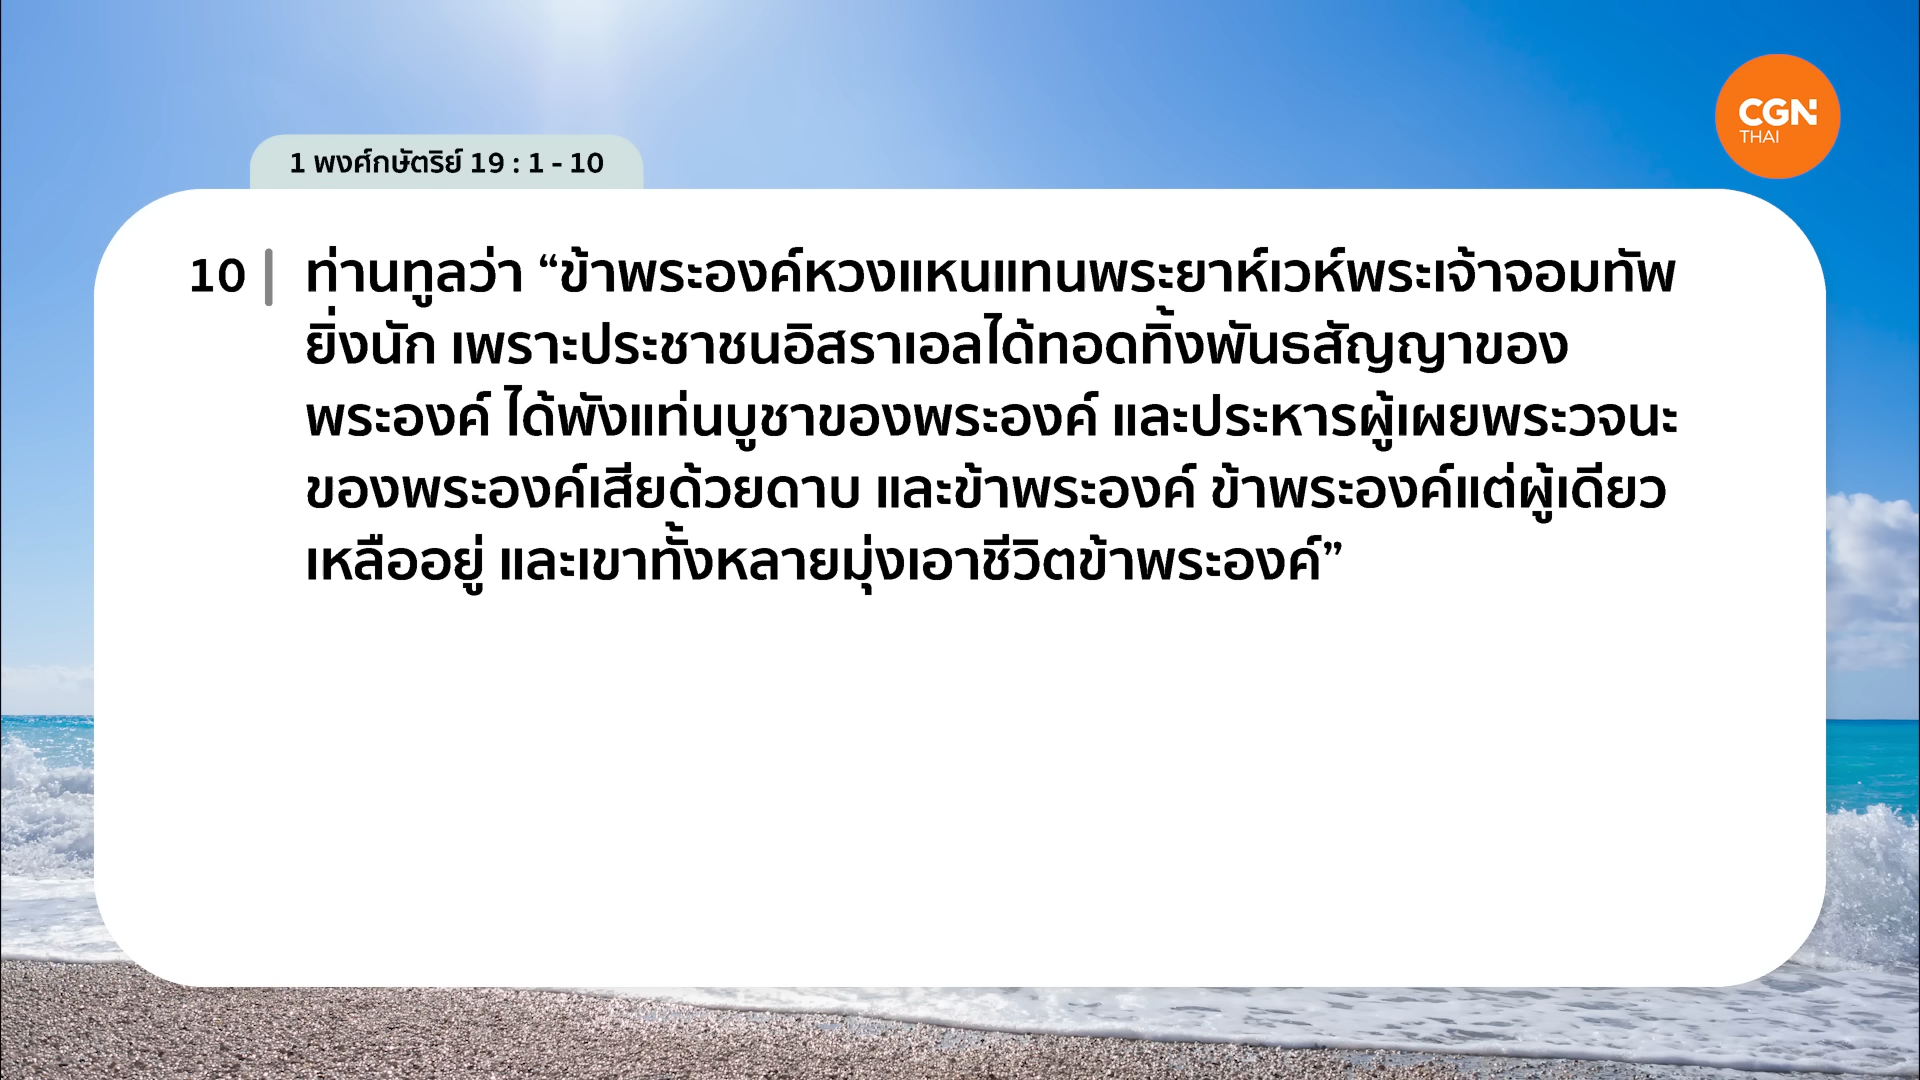 CGN
THAI
1 พงศ์กษัตริย์ 19 : 1 - 10
10 ท่านทูลว่า “ข้าพระองค์หวงแหนแทนพระยาห์เวห์พระเจ้าจอมทัพ
ยิ่งนัก เพราะประชาชนอิสราเอลได้ทอดทิ้งพันธสัญญาของ
พระองค์ ได้พังแท่นบูชาของพระองค์ และประหารผู้เผยพระวจนะ
ของพระองค์เสียด้วยดาบ และข้าพระองค์ ข้าพระองค์แต่ผู้เดียว
เหลืออยู่ และเขาทั้งหลายมุ่งเอาชีวิตข้าพระองค์”